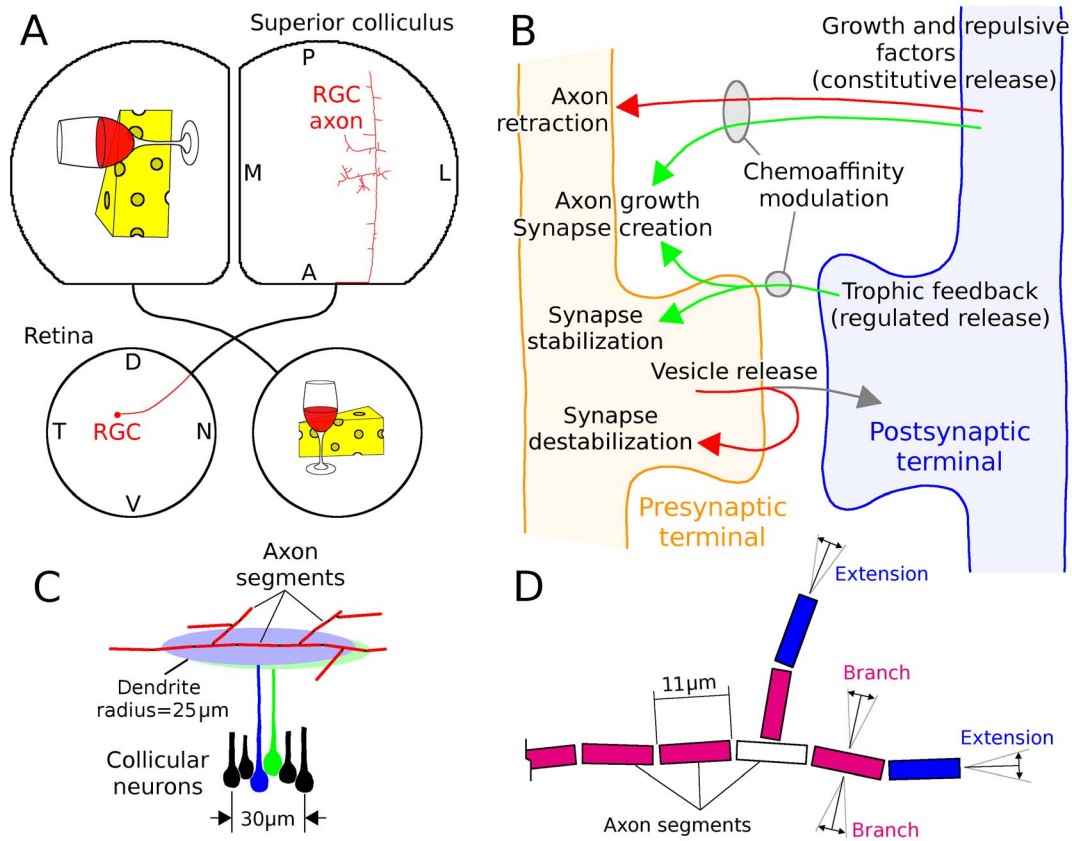 A
Superior colliculus
P
RGC
axon
M
L
A
Retina
D
T
RGC
N
V
B
Growth and repulsive
factors
(constitutive release)
Axon
retraction
Chemoaffinity
modulation
Axon growth
Synapse creation
Trophic feedback
(regulated release)
Synapse
stabilization
Vesicle release
Synapse
destabilization
Postsynaptic
terminal
Presynaptic
terminal
C
Axon
segments
Dendrite
radius=25µm
Collicular
neurons
30µm
D
Extension
Branch
11µm
Extension
Axon segments
Branch